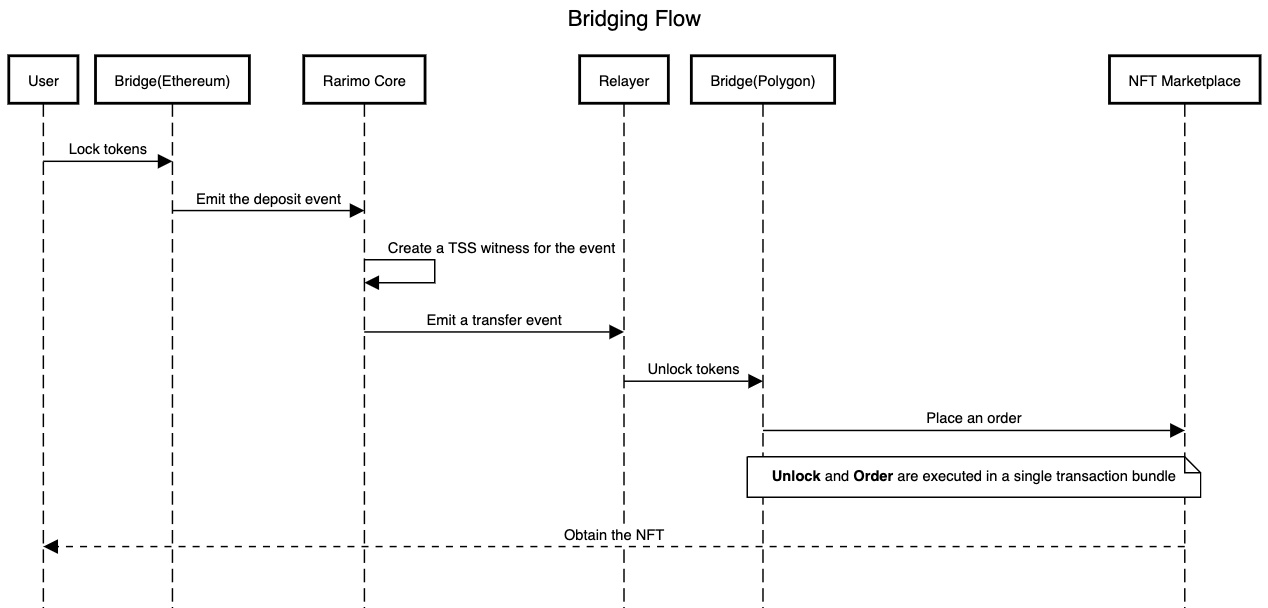 Bridging Flow
User
Bridge(Ethereum)
Rarimo Core
Relayer
Bridge(Polygon)
NFT Marketplace
Lock tokens
Emit the deposit event
Create a TSS witness for the event
Emit a transfer event
Unlock tokens
Place an order
Unlock and Order are executed in a single transaction bundle
Obtain the NFT